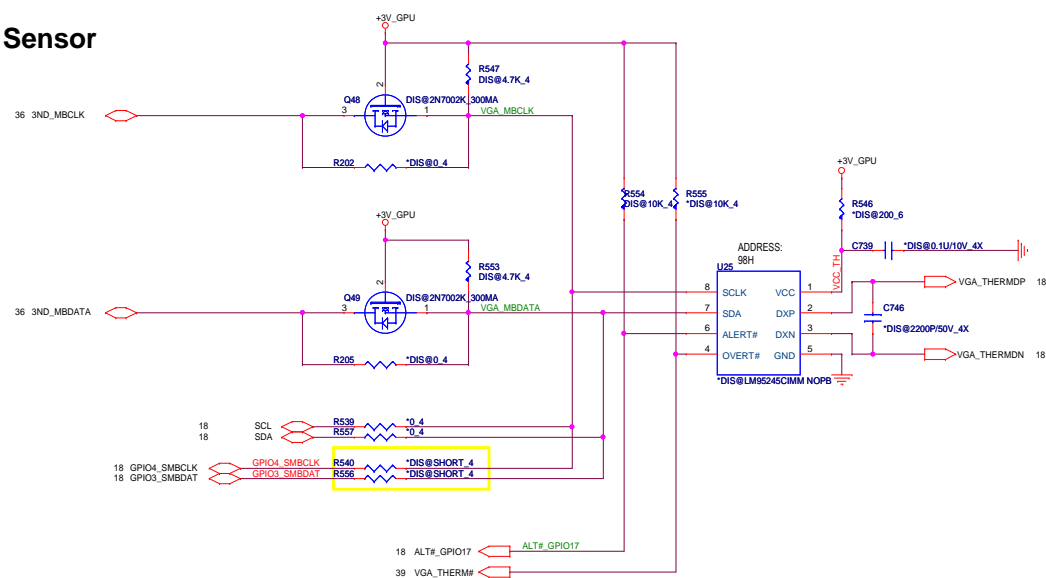 Sensor
+3V_GPU
R547
DIS@4.7K_4
2
Q48
DIS@2N7002K_300MA
36 3ND_MBCLK
3
1
VGA_MBCLK
R202
*DIS@0_4
+3V_GPU
R554
DIS@10K_4
R555
*DIS@10K_4
R546
*DIS@200_6
+3V_GPU
R553
DIS@4.7K_4
ADDRESS:
98H
C739
*DIS@0.1U/10V_4X
VCC_TH
U25
2
Q49
DIS@2N7002K_300MA
36 3ND_MBDATA
3
1
VGA_MBDATA
8 SCLK VCC 1
7 SDA DXP 2
6 ALERT# DXN 3
4 OVERT# GND 5
*DIS@LM95245CIMM NOPB
VGA_THERMDP 18
C746
*DIS@2200P/50V_4X
VGA_THERMDN 18
R205
*DIS@0_4
18 SCL R539 *0_4
18 SDA R557 *0_4
18 GPIO4_SMBCLK GPIO4_SMBCLK R540 *DIS@SHORT_4
18 GPIO3_SMBDAT GPIO3_SMBDAT R556 *DIS@SHORT_4
18 ALT#_GPIO17 ALT#_GPIO17
39 VGA_THERM#